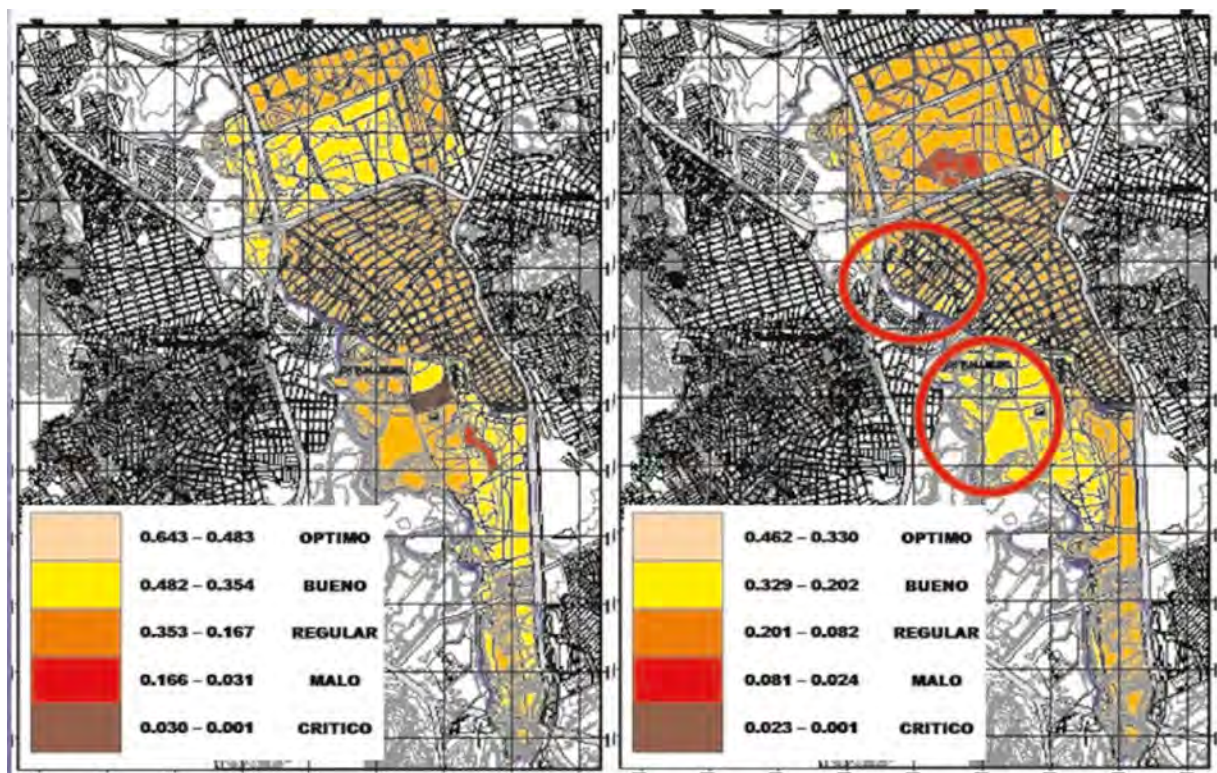 0.643 – 0.483 OPTIMO
0.482 – 0.354 BUENO
0.353 – 0.167 REGULAR
0.166 – 0.031 MALO
0.030 – 0.001 CRITICO
0.462 – 0.330 OPTIMO
0.329 – 0.202 BUENO
0.201 – 0.082 REGULAR
0.081 – 0.024 MALO
0.023 – 0.001 CRITICO